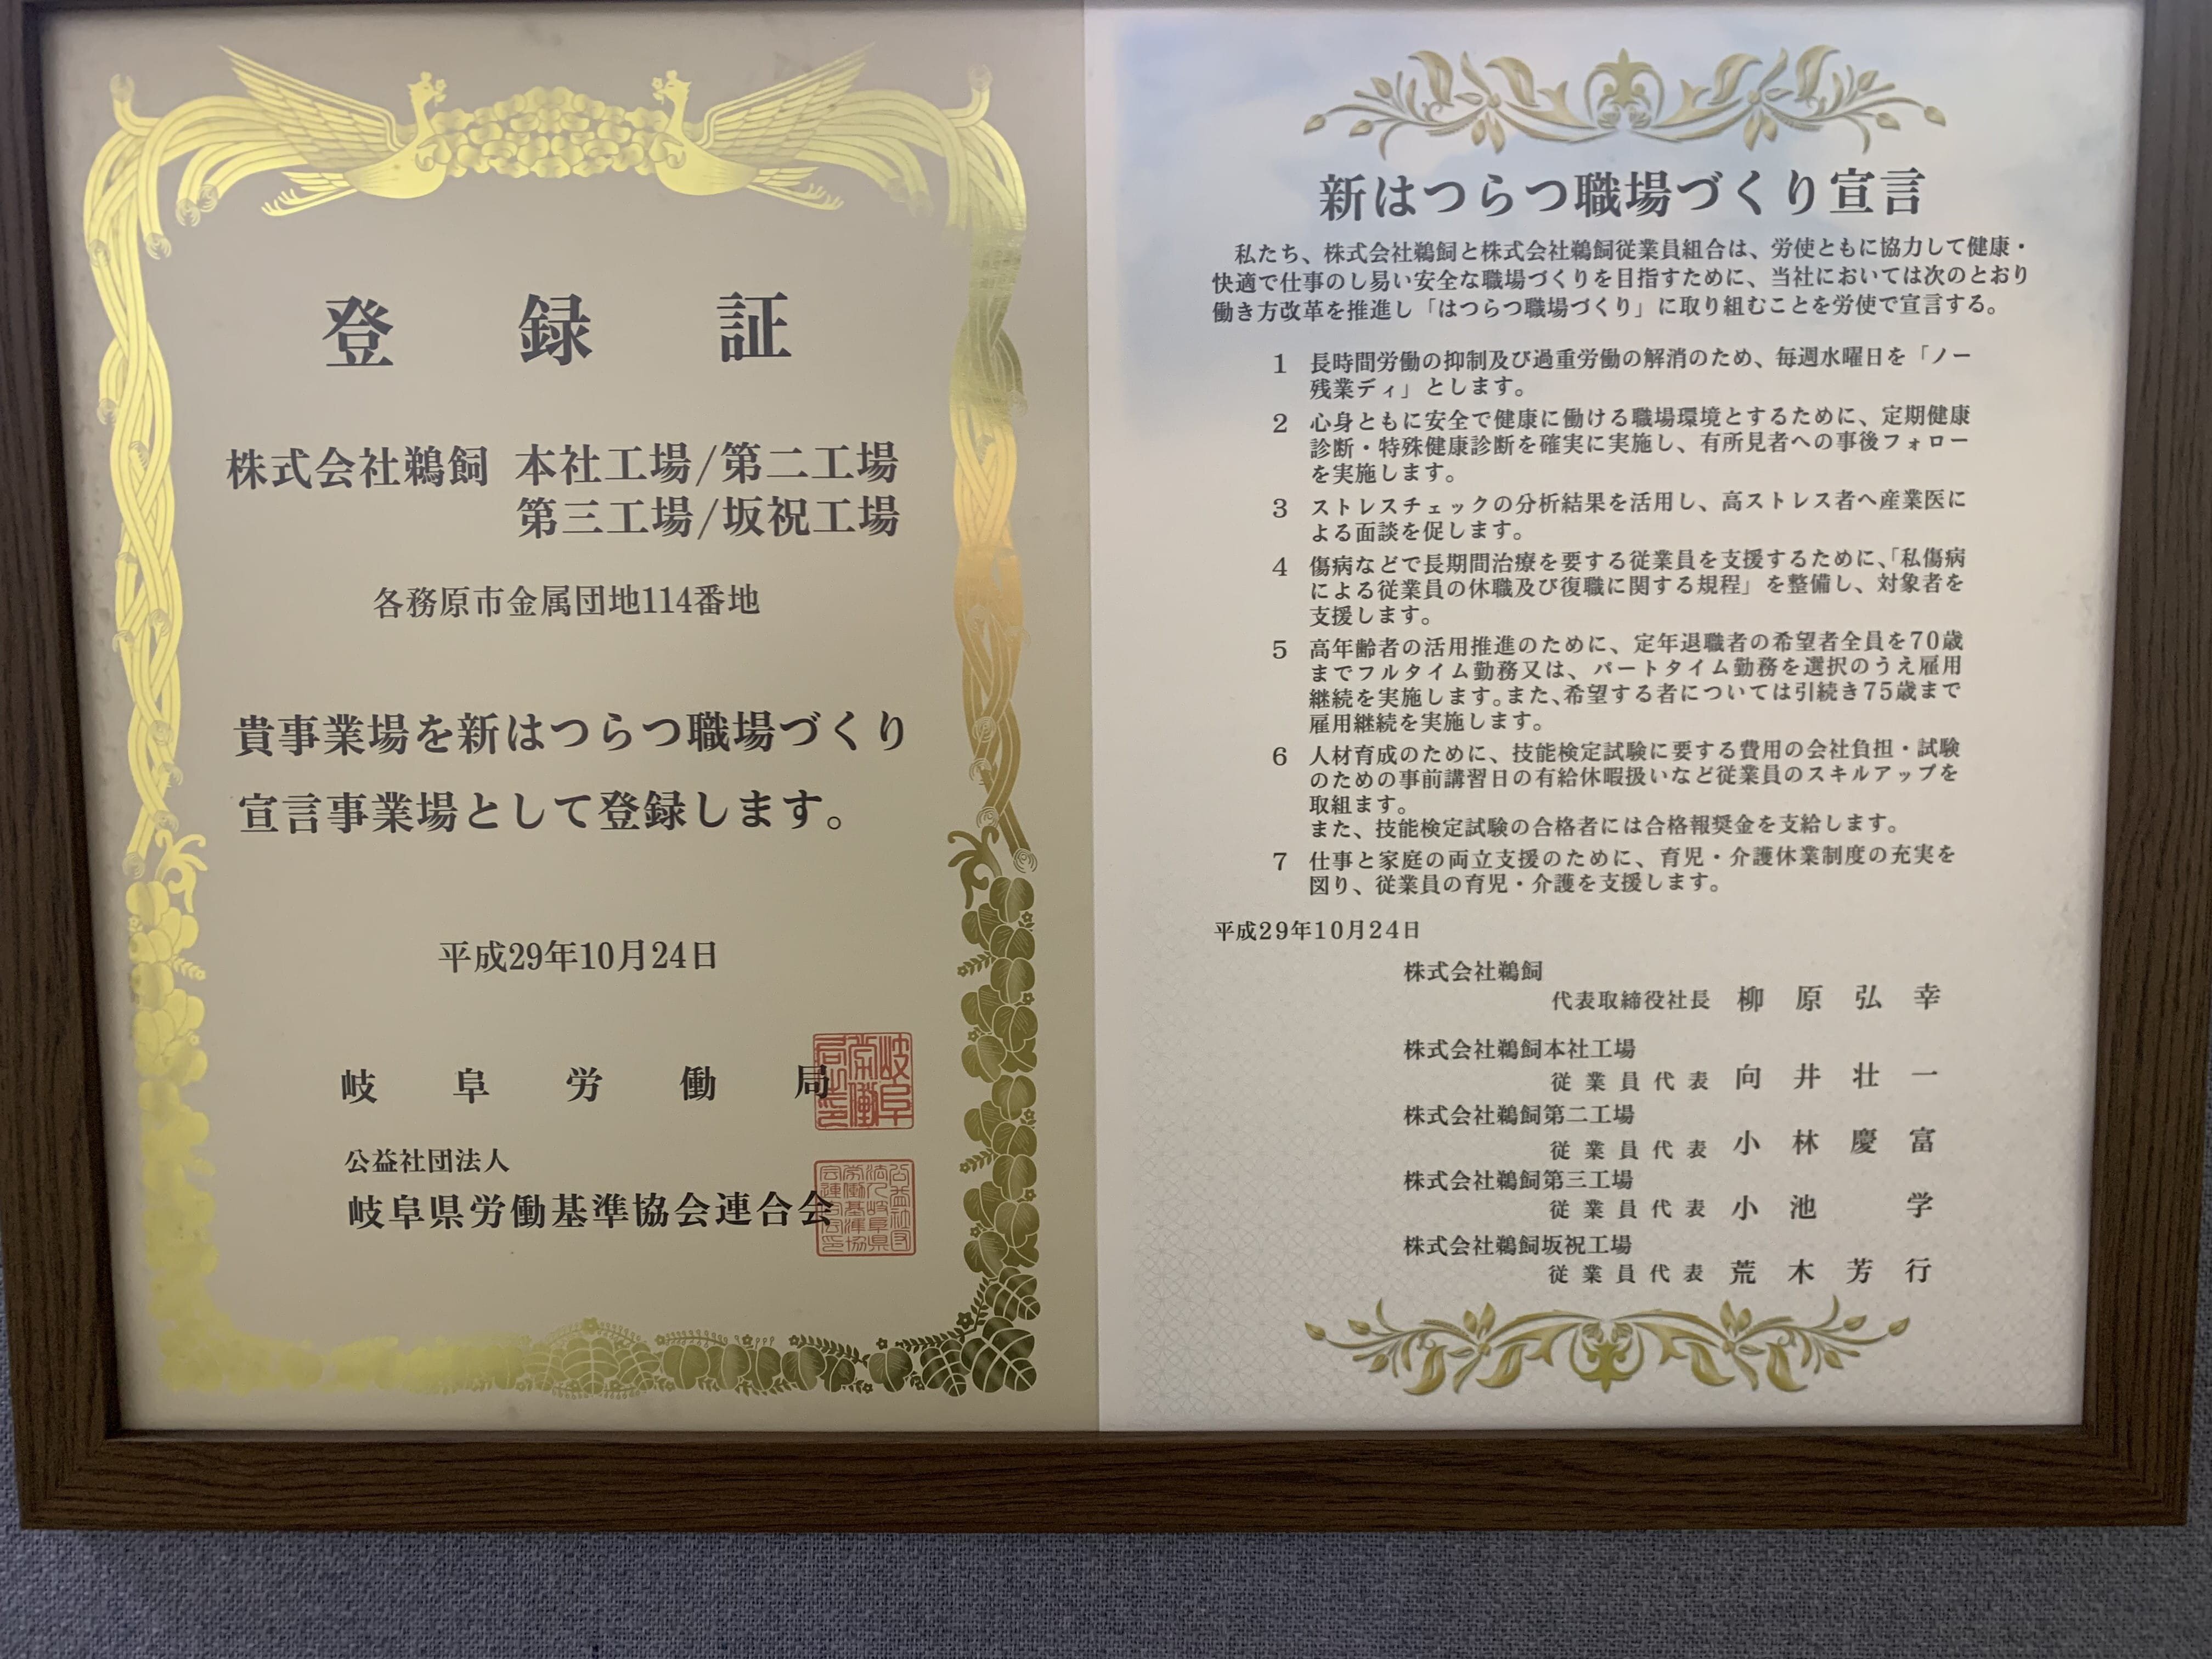 登録証
株式会社鵜飼 本社工場/第二工場
第三工場/坂祝工場
各務原市金属団地114番地
貴事業場を新はつらつ職場づくり
宣言事業場として登録します。
平成29年10月24日
岐阜労働局
公益社団法人
岐阜県労働基準協会連合会
新はつらつ職場づくり宣言
私たち、株式会社鵜飼と株式会社鵜飼従業員組合は、労使ともに協力して健康・
快適で仕事のし易い安全な職場づくりを目指すために、当社においては次のとおり
働き方改革を推進し「はつらつ職場づくり」に取り組むことを労使で宣言する。
1 長時間労働の抑制及び過重労働の解消のため、毎週水曜日を「ノー
残業ディ」とします。
2 心身ともに安全で健康に働ける職場環境とするために、定期健康
診断・特殊健康診断を確実に実施し、有所見者への事後フォロー
を実施します。
3 ストレスチェックの分析結果を活用し、高ストレス者へ産業医に
よる面談を促します。
4 傷病などで長期間治療を要する従業員を支援するために、「私傷病
による従業員の休職及び復職に関する規程」を整備し、対象者を
支援します。
5 高年齢者の活用推進のために、定年退職者の希望者全員を70歳
までフルタイム勤務又は、パートタイム勤務を選択のうえ雇用
継続を実施します。また、希望する者については引続き75歳まで
雇用継続を実施します。
6 人材育成のために、技能検定試験に要する費用の会社負担・試験
のための事前講習日の有給休暇扱いなど従業員のスキルアップを
取組ます。
また、技能検定試験の合格者には合格報奨金を支給します。
7 仕事と家庭の両立支援のために、育児・介護休業制度の充実を
図り、従業員の育児・介護を支援します。
平成29年10月24日
株式会社鵜飼
代表取締役社長 柳原弘幸
株式会社鵜飼本社工場
従業員代表 向井壮一
株式会社鵜飼第二工場
従業員代表 小林慶富
株式会社鵜飼第三工場
従業員代表 小池 学
株式会社鵜飼坂祝工場
従業員代表 荒木芳行